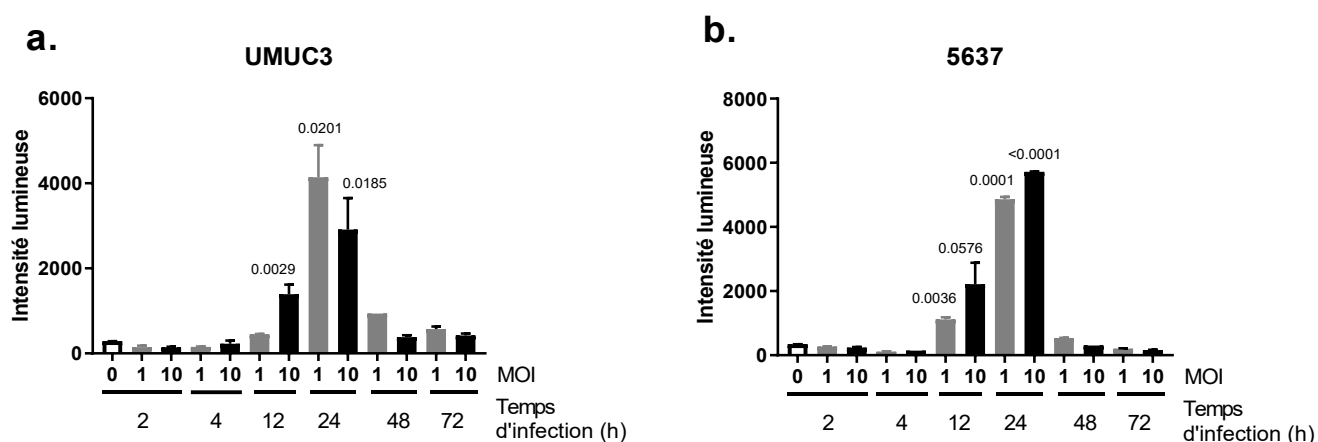 a.
UMUC3
Intensité lumineuse
6000
4000
2000
0
0.0029
0.0201
0.0185
0 1 10 1 10 1 10 1 10 1 10 1 10 MOI
2 4 12 24 48 72 Temps
d'infection (h)
b.
5637
Intensité lumineuse
8000
6000
4000
2000
0
0.0036
0.0576
0.0001
<0.0001
0 1 10 1 10 1 10 1 10 1 10 1 10 MOI
2 4 12 24 48 72 Temps
d'infection (h)